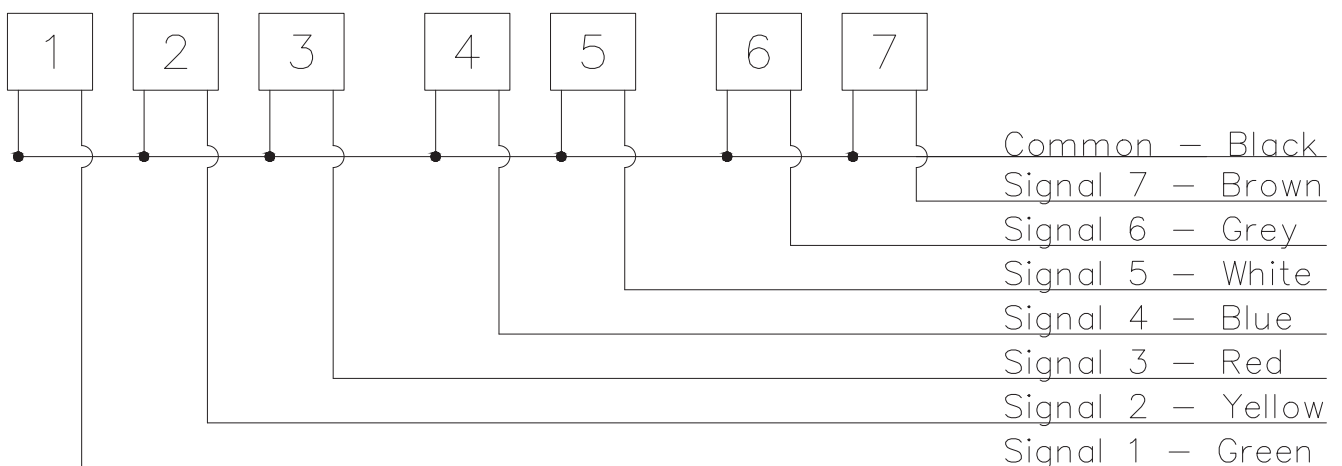 1 2 3 4 5 6 7
Common – Black
Signal 7 – Brown
Signal 6 – Grey
Signal 5 – White
Signal 4 – Blue
Signal 3 – Red
Signal 2 – Yellow
Signal 1 – Green